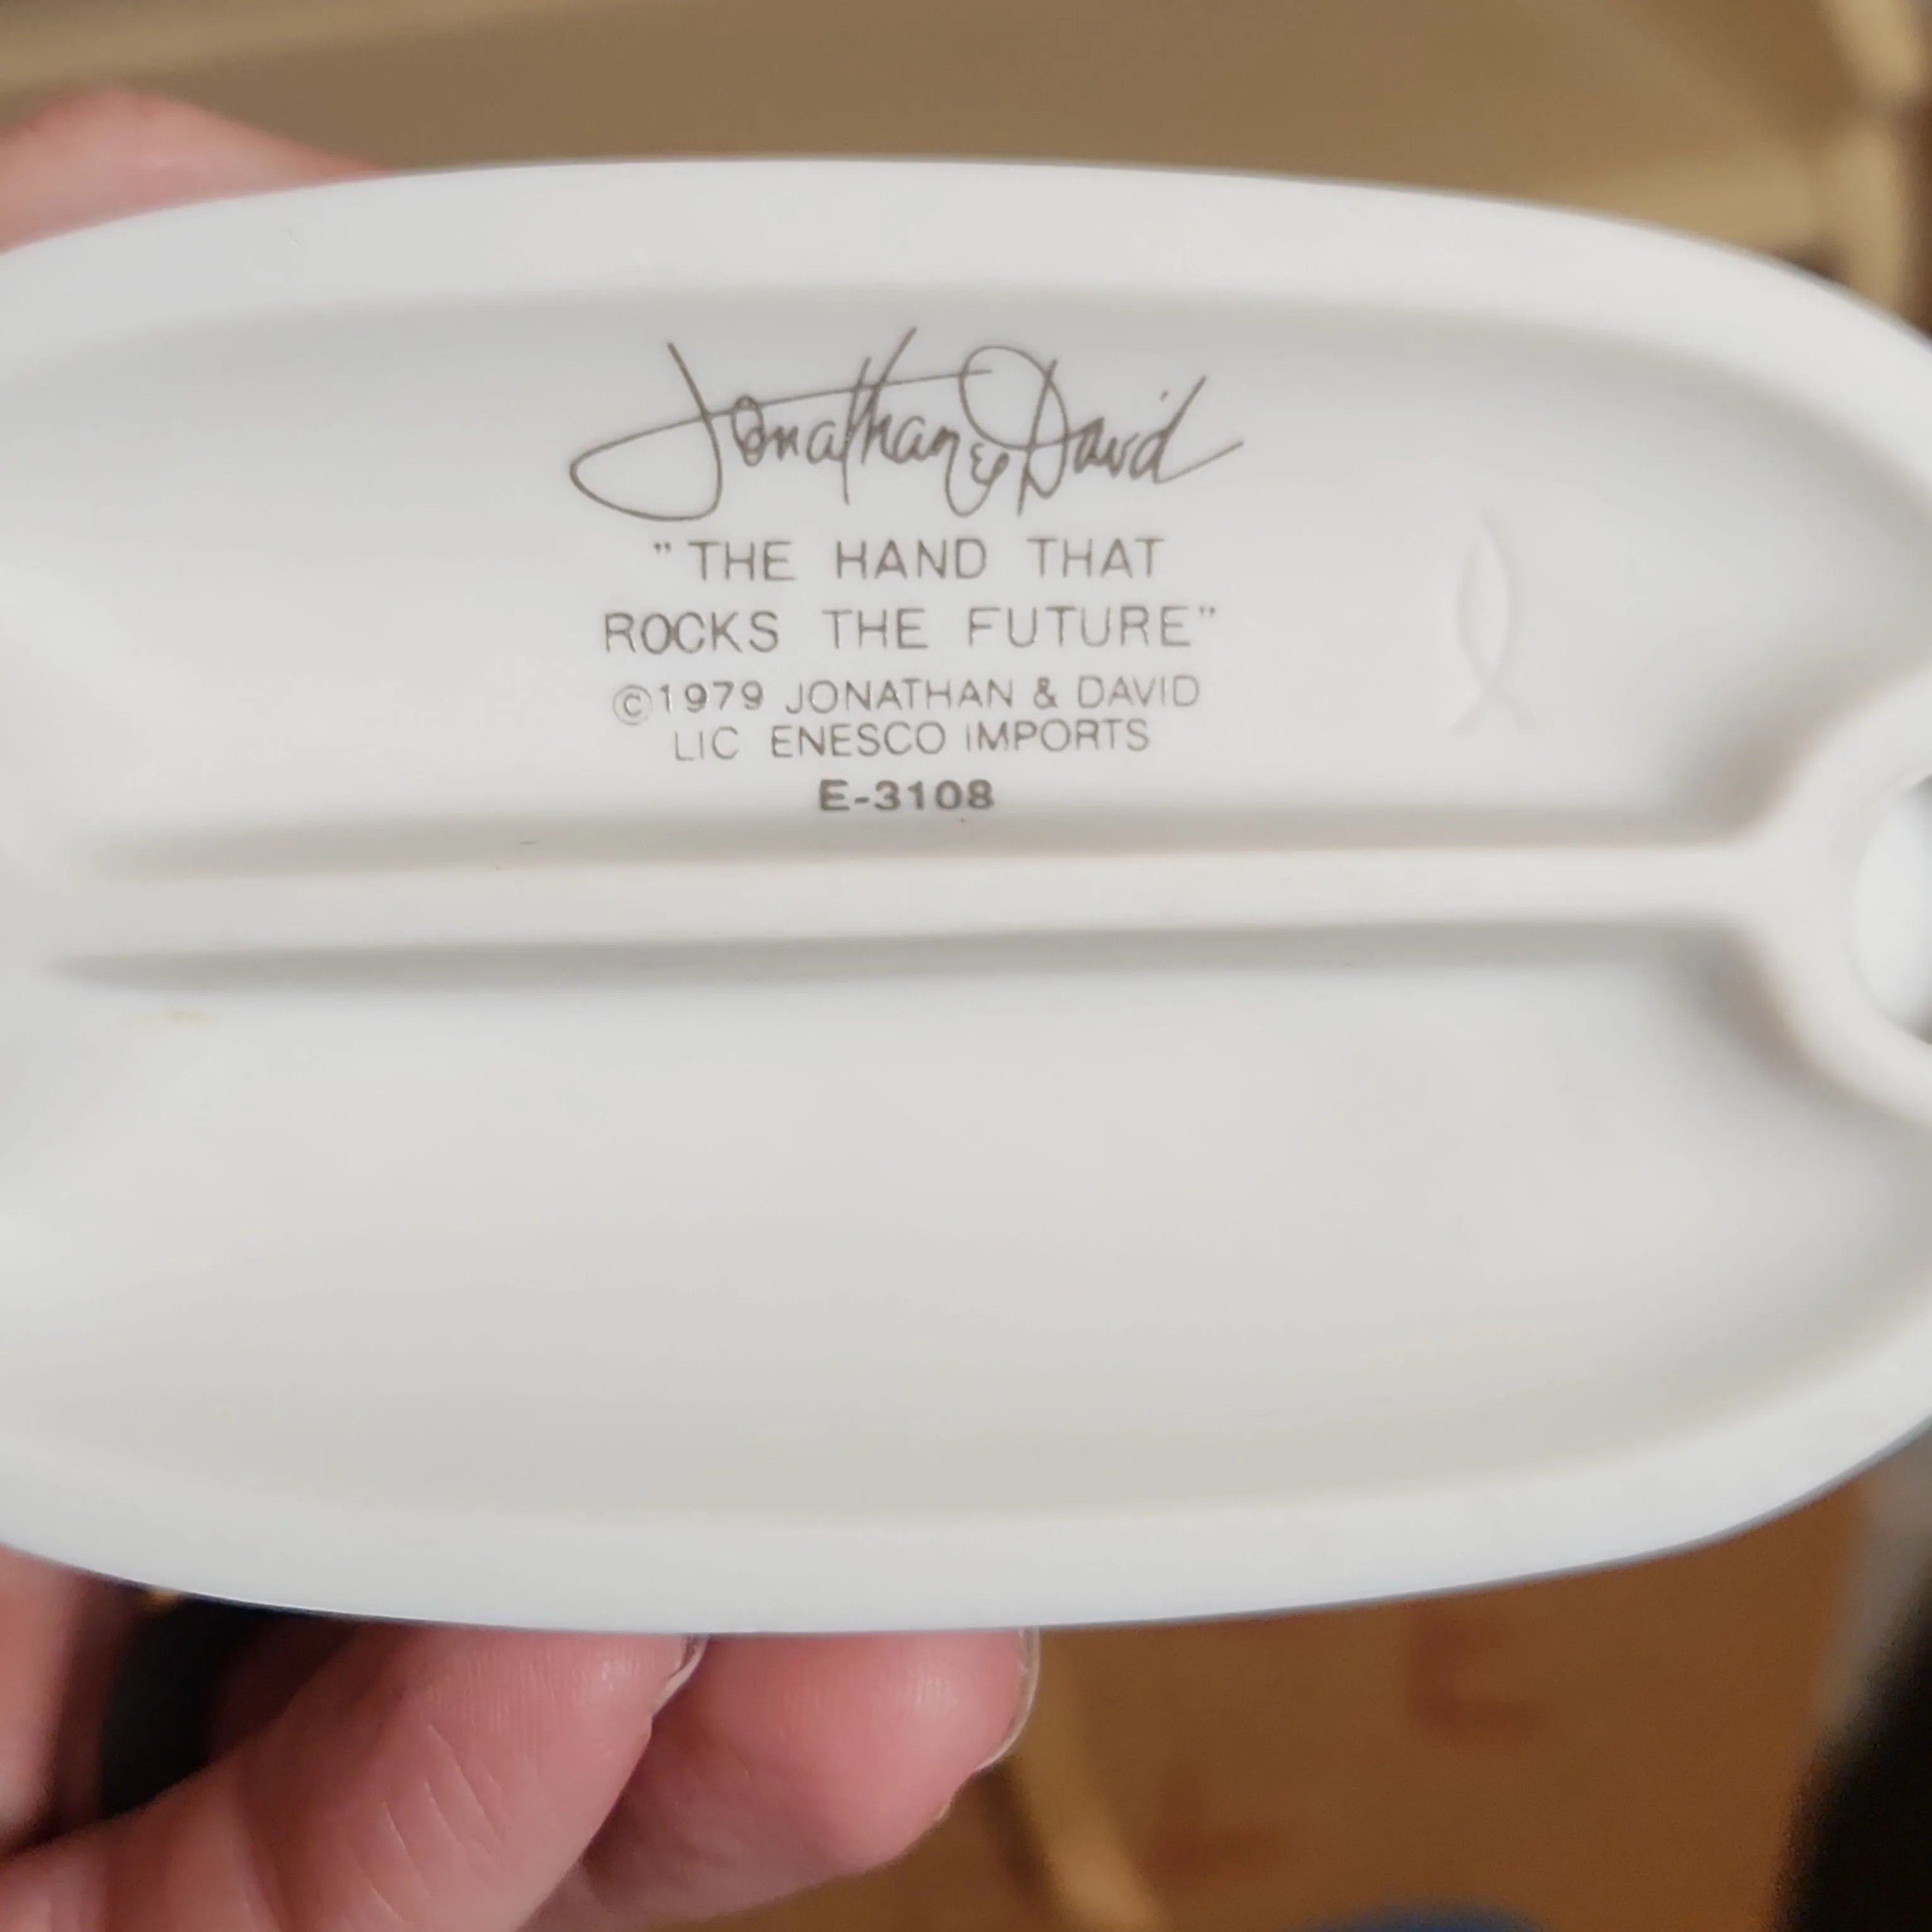 Jonathan & David
"THE HAND THAT
ROCKS THE FUTURE"
©1979 JONATHAN & DAVID
LIC ENESCO IMPORTS
E-3108